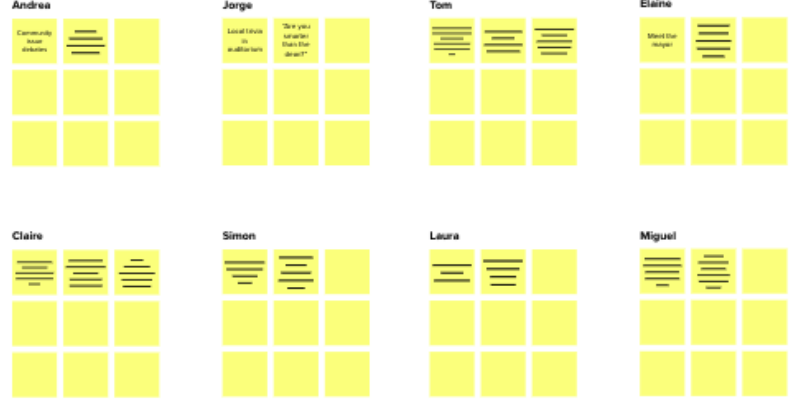 Andrea
Jorge
Tom
Elaine
Community
issue
debates
Local trivia
in
auditorium
"Are you
smarter
than the
dean?"
Meet the
mayor
Claire
Simon
Laura
Miguel